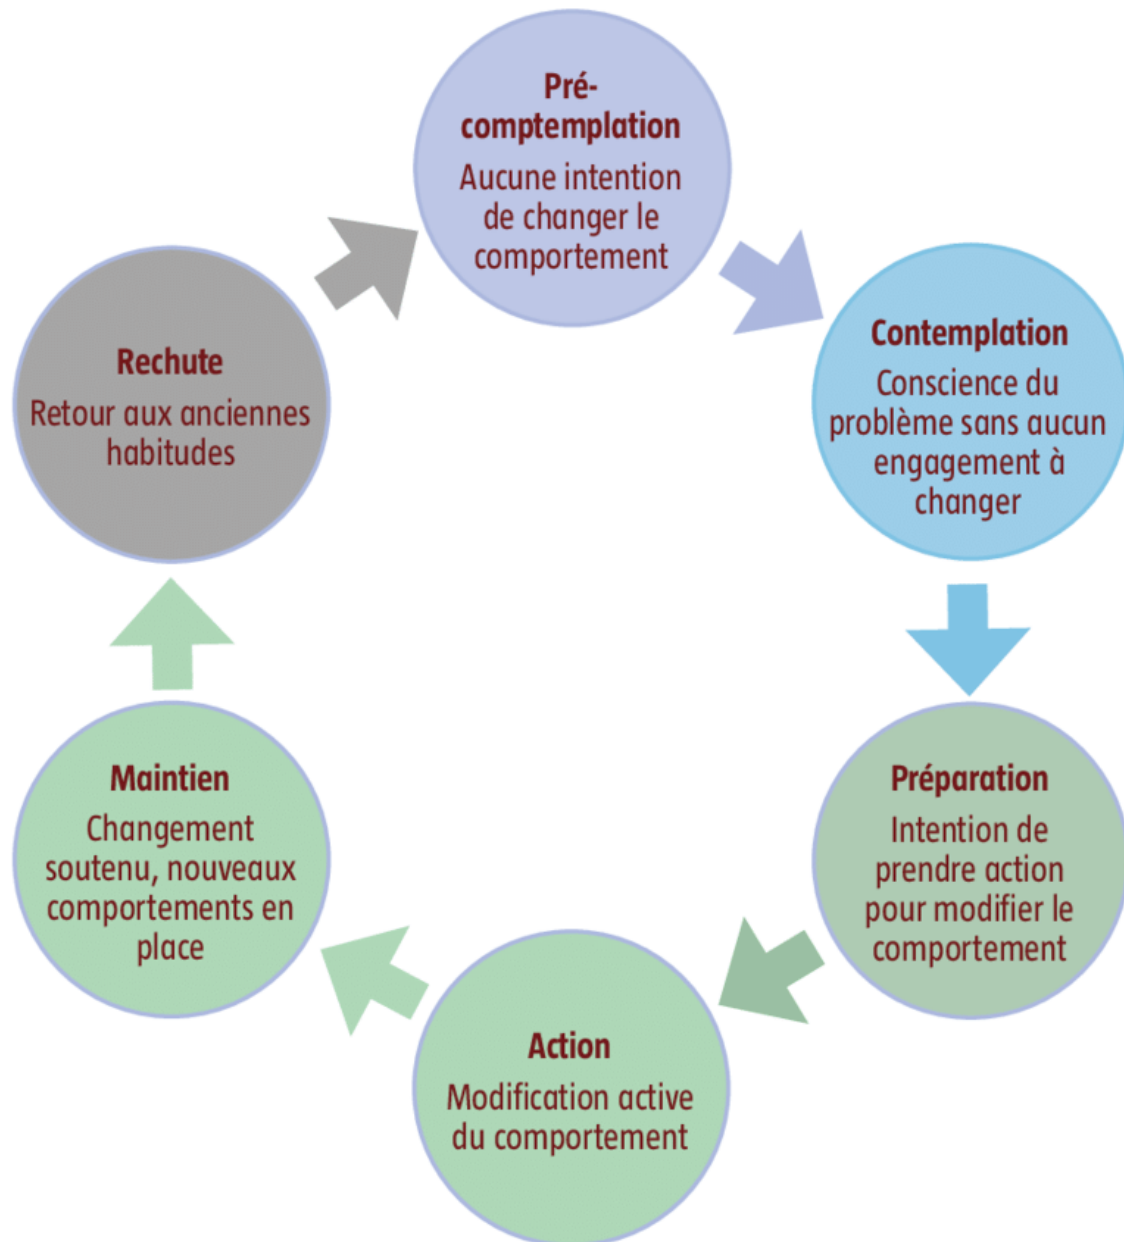 Pré-
comptemplation
Aucune intention
de changer le
comportement
Contemplation
Conscience du
problème sans aucun
engagement à
changer
Préparation
Intention de
prendre action
pour modifier le
comportement
Action
Modification active
du comportement
Maintien
Changement
soutenu, nouveaux
comportements en
place
Rechute
Retour aux anciennes
habitudes